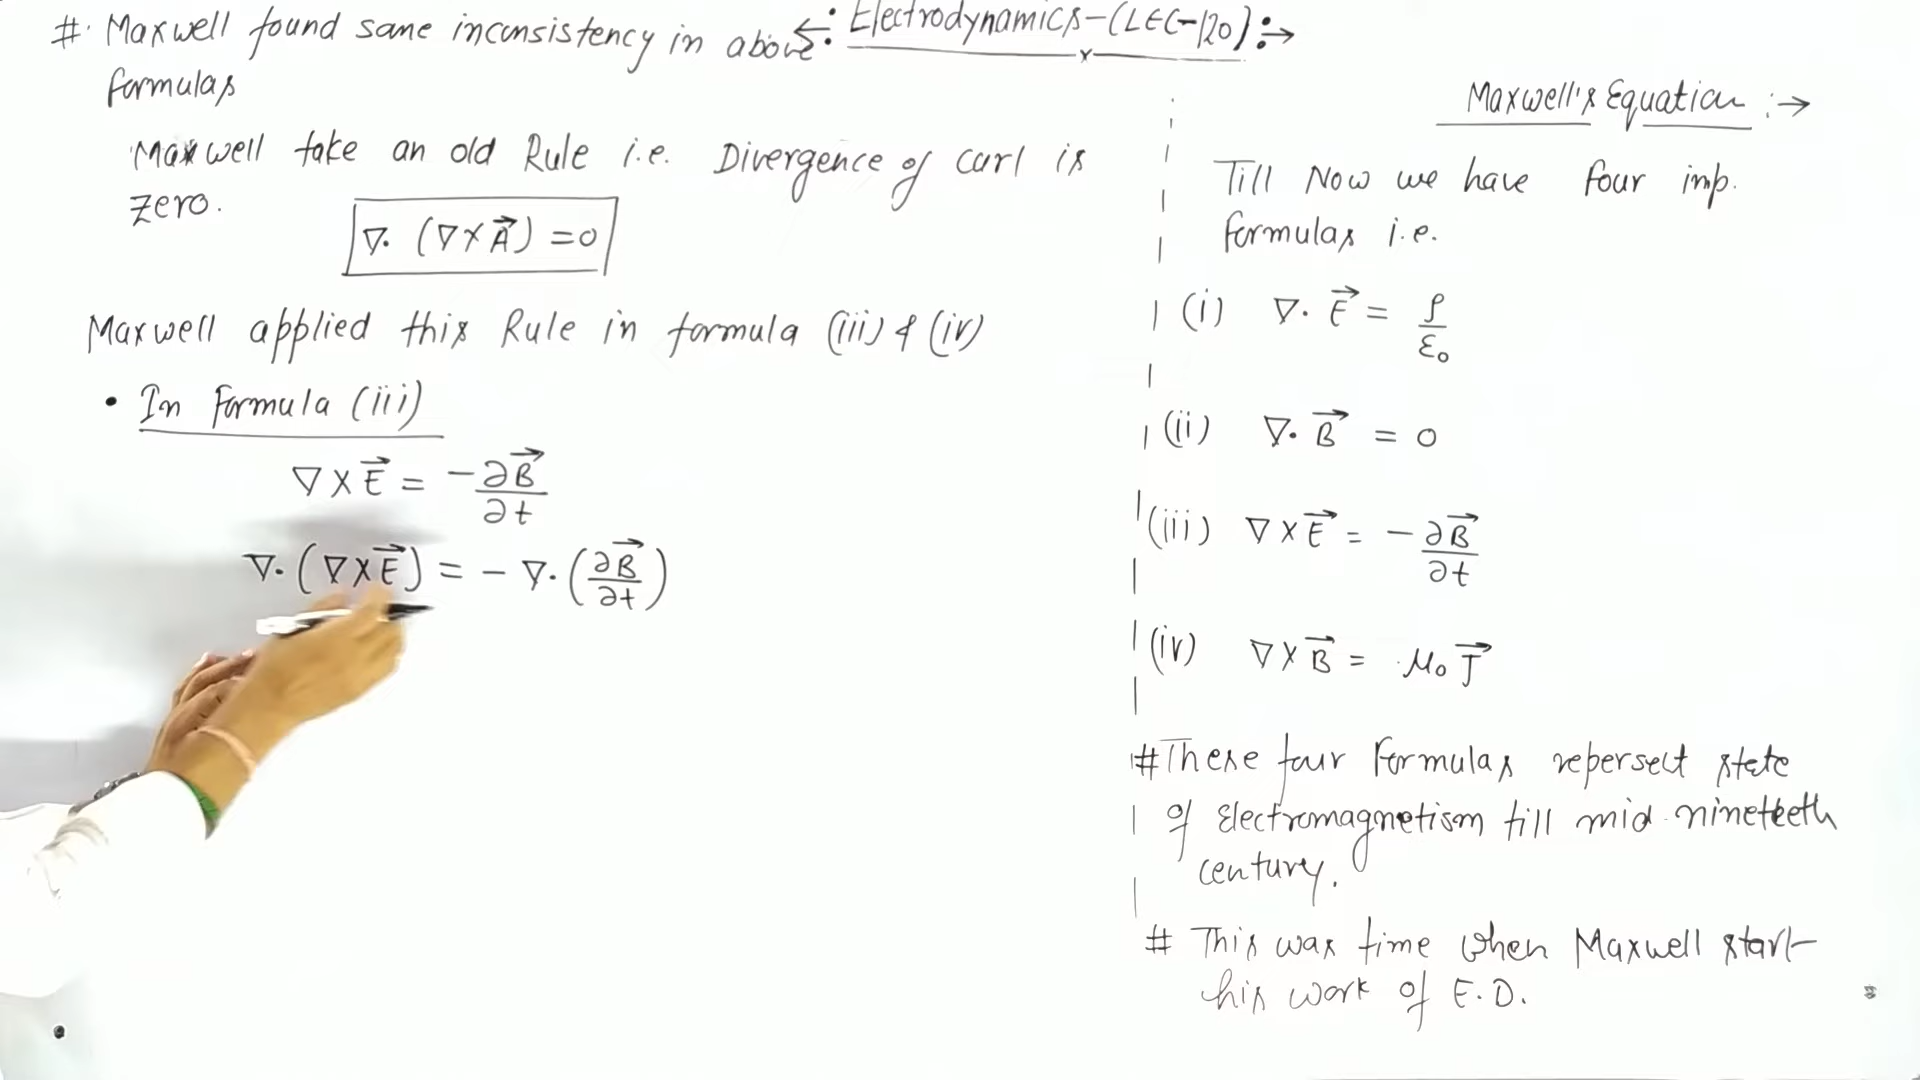 Electrodynamics-(LEC-120):→
Maxwell's Equation :→
Till Now we have four imp.
formulas i.e.
(i) ∇· E⃗ = ρ/ε₀
(ii) ∇· B⃗ = 0
(iii) ∇×E⃗ = -∂B⃗/∂t
(iv) ∇×B⃗ = μ₀ J⃗
# These four formulas repersect state
of Electromagnetism till mid-nineteeth
century.
# This was time when Maxwell start
his work of E.D.
# Maxwell found same inconsistency in above
formulas
Maxwell take an old Rule i.e. Divergence of curl is
zero.
∇· (∇×A⃗) = 0
Maxwell applied this Rule in formula (iii) & (iv)
• In formula (iii)
∇×E⃗ = -∂B⃗/∂t
∇·(∇×E⃗) = -∇·(∂B⃗/∂t)